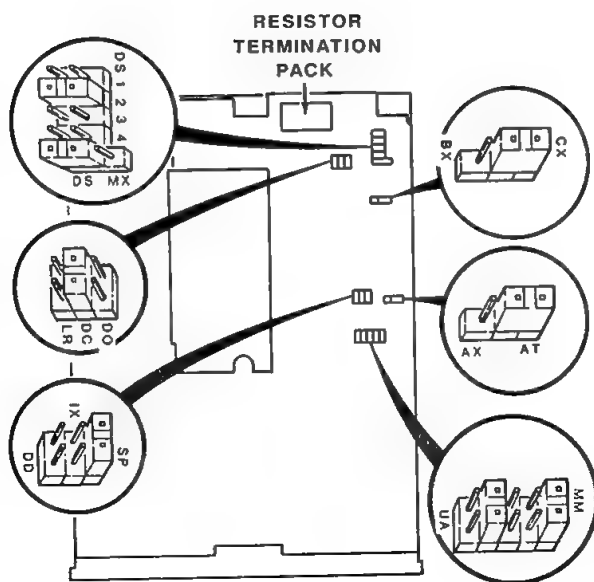 RESISTOR
TERMINATION
PACK
DS 1 2 3 4
DS MX
BX CX
LR DC DO
AX AT
IX
DD SP
UA MM